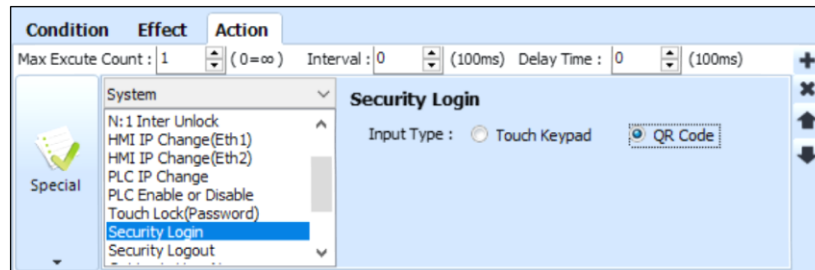 Condition Effect Action
Max Excute Count : 1 ( 0=∞ ) Interval : 0 (100ms) Delay Time : 0 (100ms)
System
N:1 Inter Unlock
HMI IP Change(Eth1)
HMI IP Change(Eth2)
PLC IP Change
PLC Enable or Disable
Touch Lock(Password)
Security Login
Security Logout
Special
Security Login
Input Type : Touch Keypad QR Code